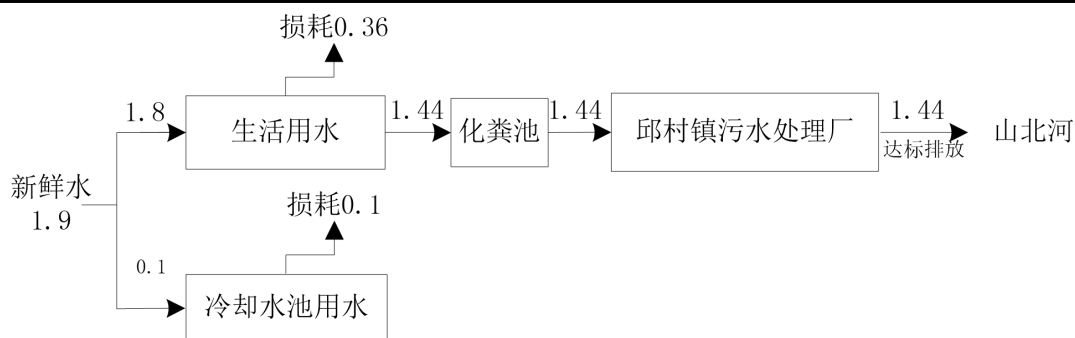 损耗0.36
1.8
生活用水
1.44
化粪池
1.44
邱村镇污水处理厂
1.44
达标排放
山北河
新鲜水
1.9
损耗0.1
0.1
冷却水池用水